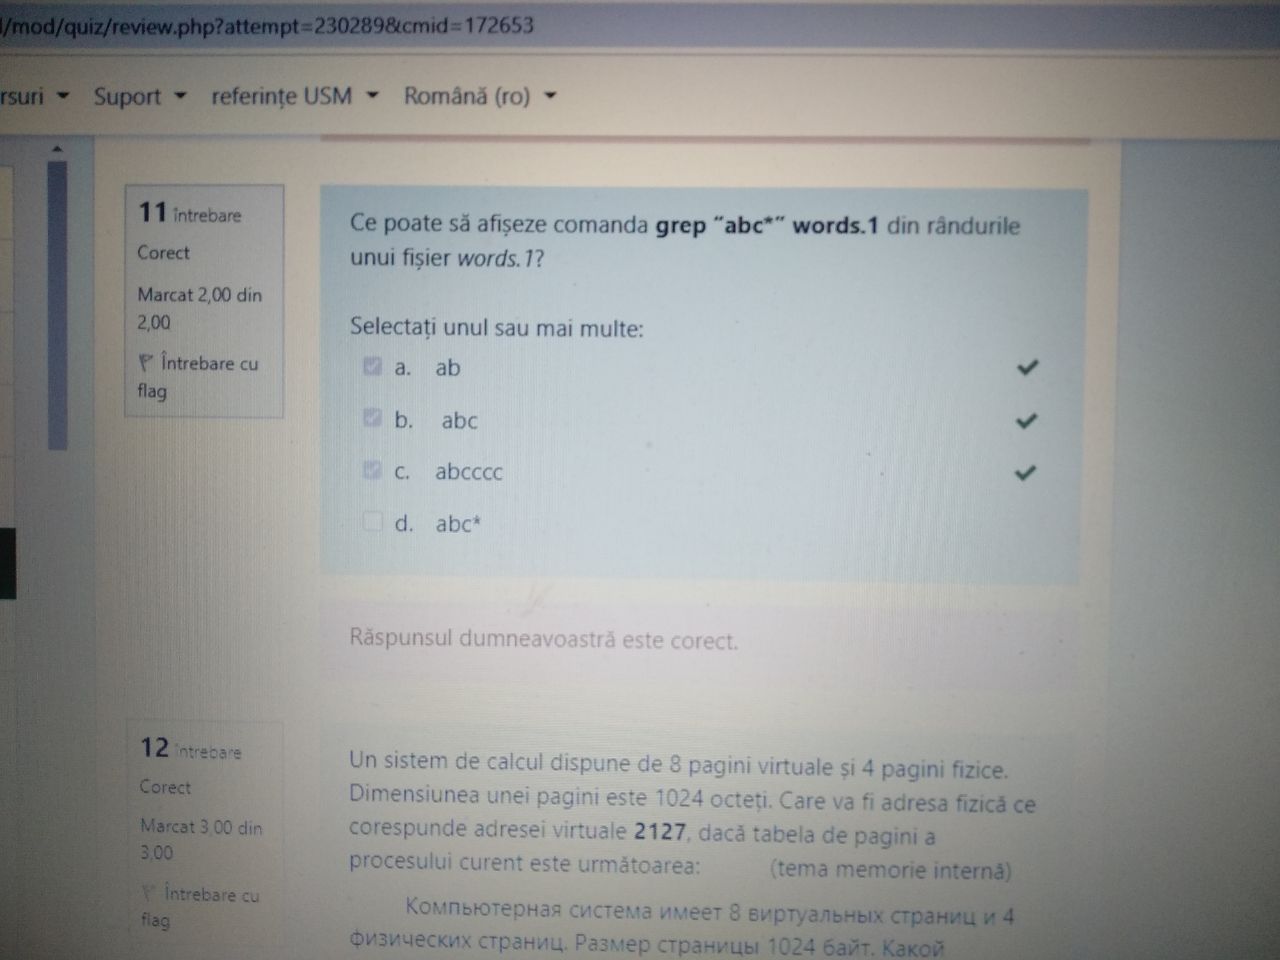 /mod/quiz/review.php?attempt=230289&cmid=172653
rsuri Suport referințe USM Română (ro)
11 întrebare
Corect
Marcat 2,00 din
2,00
Întrebare cu
flag
Ce poate să afișeze comanda grep “abc*” words.1 din rândurile
unui fișier words.1?
Selectați unul sau mai multe:
a. ab
b. abc
c. abcccc
d. abc*
Răspunsul dumneavoastră este corect.
12 întrebare
Corect
Marcat 3,00 din
3,00
Întrebare cu
flag
Un sistem de calcul dispune de 8 pagini virtuale și 4 pagini fizice.
Dimensiunea unei pagini este 1024 octeți. Care va fi adresa fizică ce
corespunde adresei virtuale 2127, dacă tabela de pagini a
procesului curent este următoarea: (tema memorie internă)
Компьютерная система имеет 8 виртуальных страниц и 4
физических страниц. Размер страницы 1024 байт. Какой